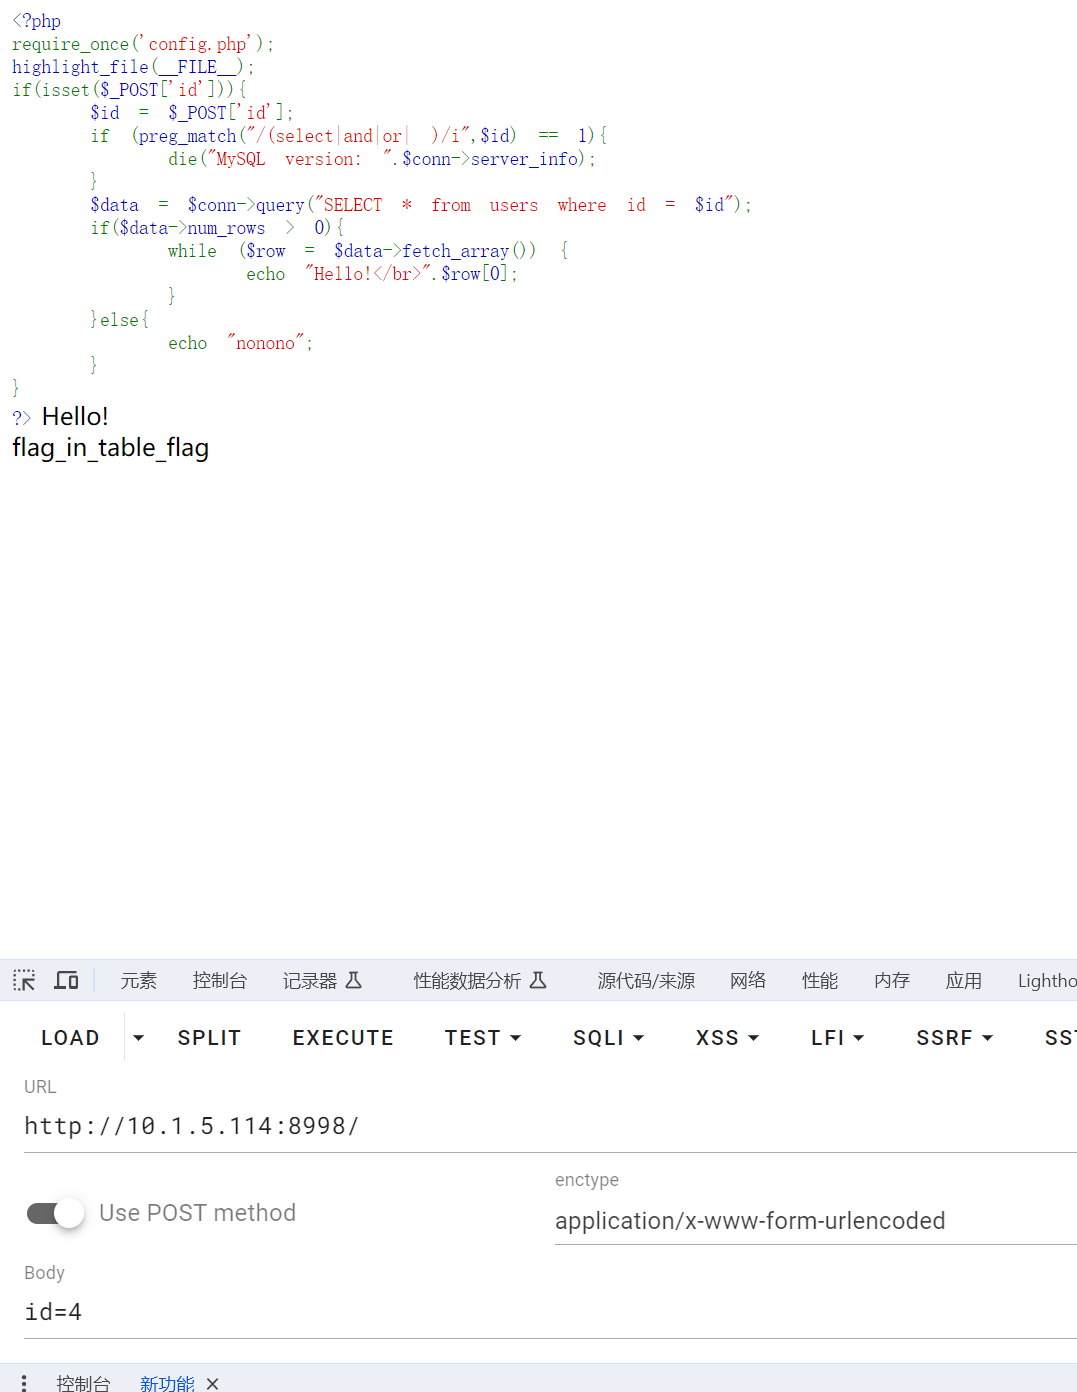 <?php
require_once('config.php');
highlight_file(__FILE__);
if(isset($_POST['id'])){
        $id  =  $_POST['id'];
        if  (preg_match("/(select|and|or|  )/i",$id)  ==  1){
                die("MySQL  version:  ".$conn->server_info);
        }
        $data  =  $conn->query("SELECT  *  from  users  where  id  =  $id");
        if($data->num_rows  >  0){
                while  ($row  =  $data->fetch_array())  {
                        echo  "Hello!</br>".$row[0];
                }
        }else{
                echo  "nonono";
        }
}
?> Hello!
flag_in_table_flag
元素 控制台 记录器 性能数据分析 源代码/来源 网络 性能 内存 应用 Lightho
LOAD SPLIT EXECUTE TEST SQLI XSS LFI SSRF SST
URL
http://10.1.5.114:8998/
enctype
Use POST method
application/x-www-form-urlencoded
Body
id=4
控制台 新功能 ×